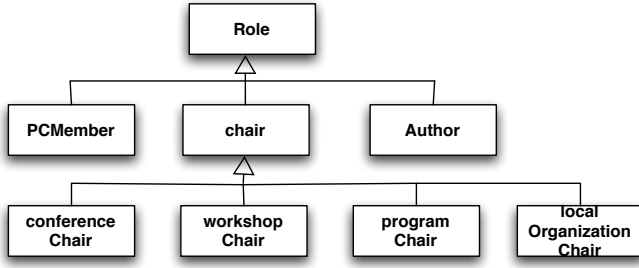 Role
PCMember
chair
Author
conference
Chair
workshop
Chair
program
Chair
local
Organization
Chair